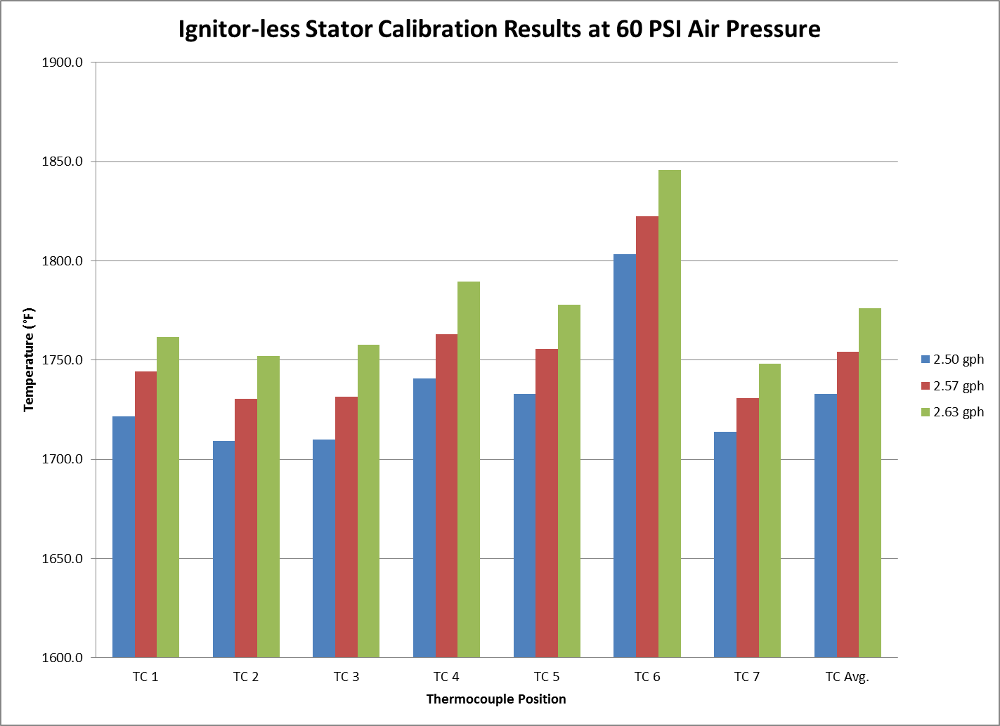 Ignitor-less Stator Calibration Results at 60 PSI Air Pressure
1900.0
1850.0
1800.0
1750.0
1700.0
1650.0
1600.0
Temperature (°F)
TC 1
TC 2
TC 3
TC 4
TC 5
TC 6
TC 7
TC Avg.
Thermocouple Position
2.50 gph
2.57 gph
2.63 gph